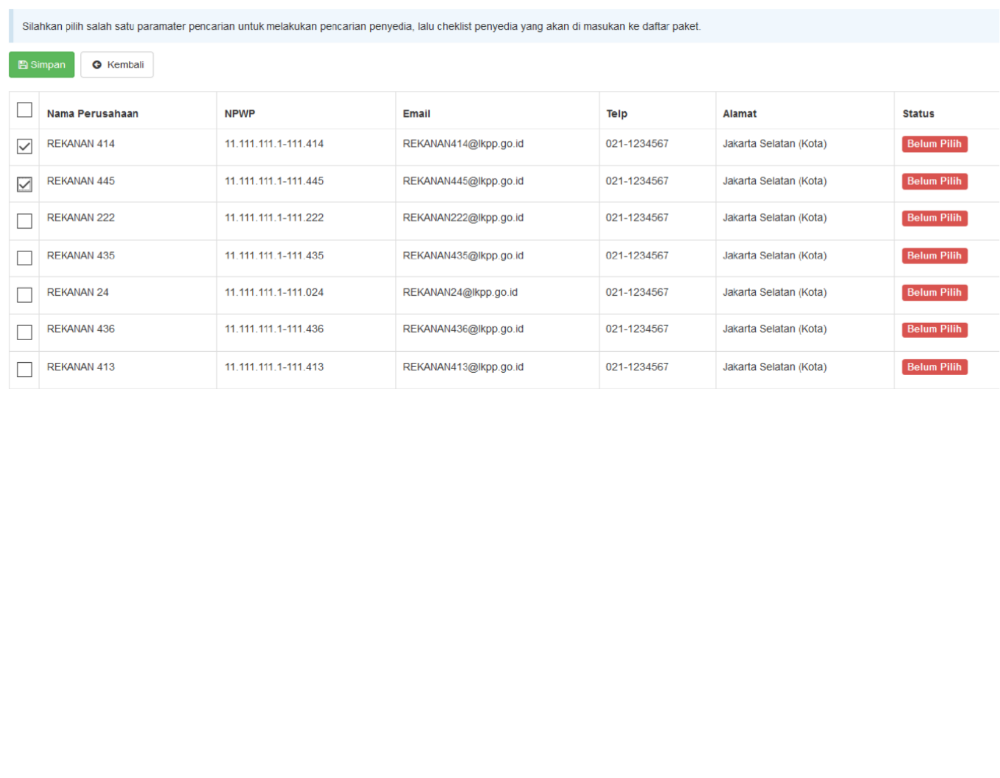 Silahkan pilih salah satu paramater pencarian untuk melakukan pencarian penyedia, lalu cheklist penyedia yang akan di masukan ke daftar paket.
Simpan Kembali
Nama Perusahaan NPWP Email Telp Alamat Status
REKANAN 414 11.111.111.1-111.414 REKANAN414@lkpp.go.id 021-1234567 Jakarta Selatan (Kota) Belum Pilih
REKANAN 445 11.111.111.1-111.445 REKANAN445@lkpp.go.id 021-1234567 Jakarta Selatan (Kota) Belum Pilih
REKANAN 222 11.111.111.1-111.222 REKANAN222@lkpp.go.id 021-1234567 Jakarta Selatan (Kota) Belum Pilih
REKANAN 435 11.111.111.1-111.435 REKANAN435@lkpp.go.id 021-1234567 Jakarta Selatan (Kota) Belum Pilih
REKANAN 24 11.111.111.1-111.024 REKANAN24@lkpp.go.id 021-1234567 Jakarta Selatan (Kota) Belum Pilih
REKANAN 436 11.111.111.1-111.436 REKANAN436@lkpp.go.id 021-1234567 Jakarta Selatan (Kota) Belum Pilih
REKANAN 413 11.111.111.1-111.413 REKANAN413@lkpp.go.id 021-1234567 Jakarta Selatan (Kota) Belum Pilih